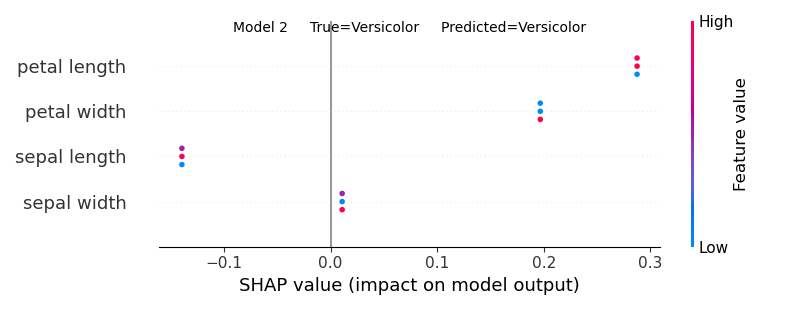 Model 2 True=Versicolor Predicted=Versicolor
High
petal length
petal width
sepal length
sepal width
Feature value
Low
−0.1 0.0 0.1 0.2 0.3
SHAP value (impact on model output)